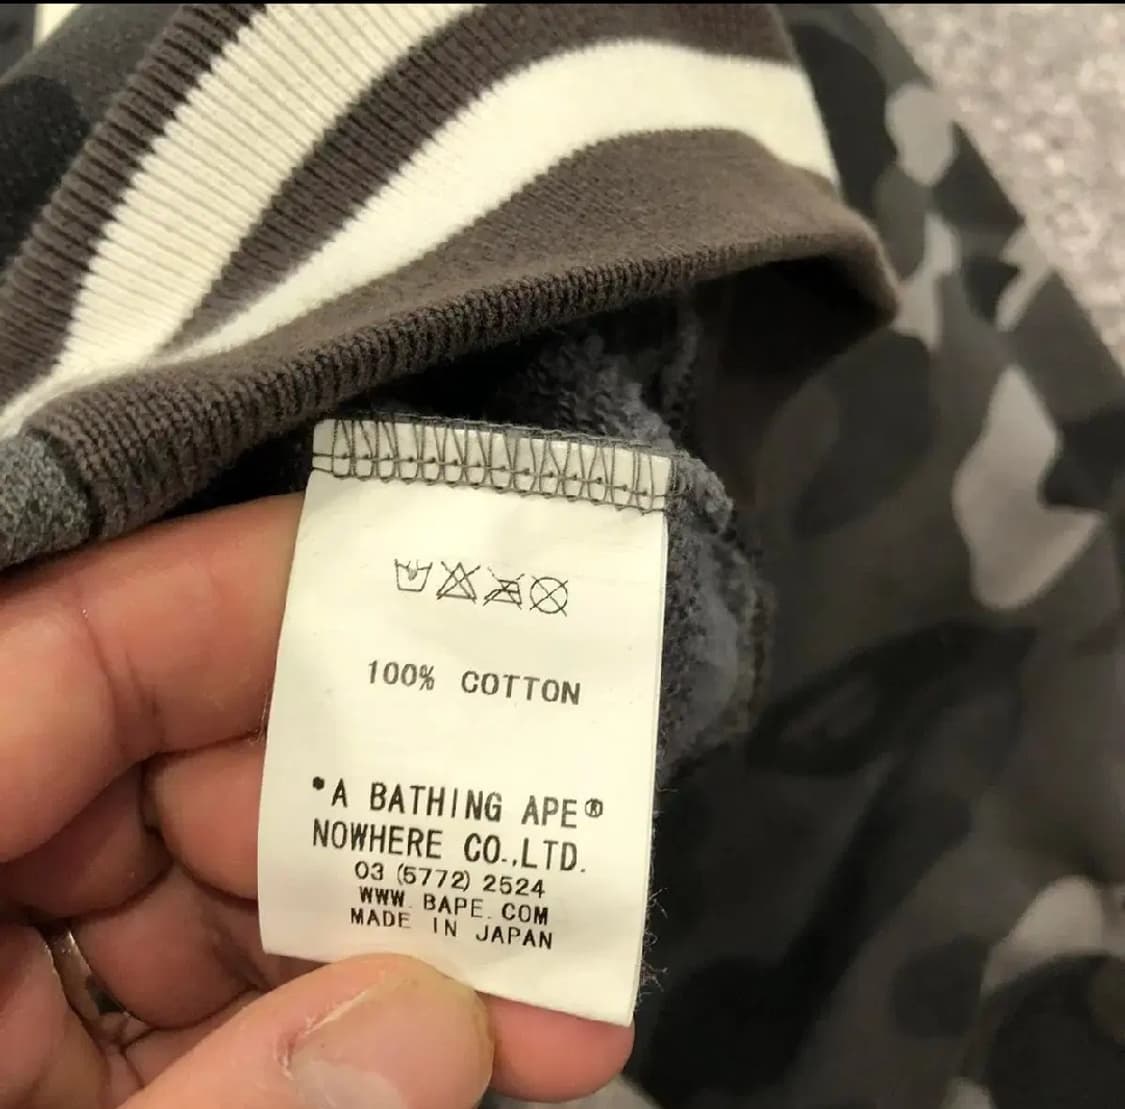 100% COTTON
•A BATHING APE®
NOWHERE CO.,LTD.
03 (5772) 2524
WWW. BAPE. COM
MADE IN JAPAN